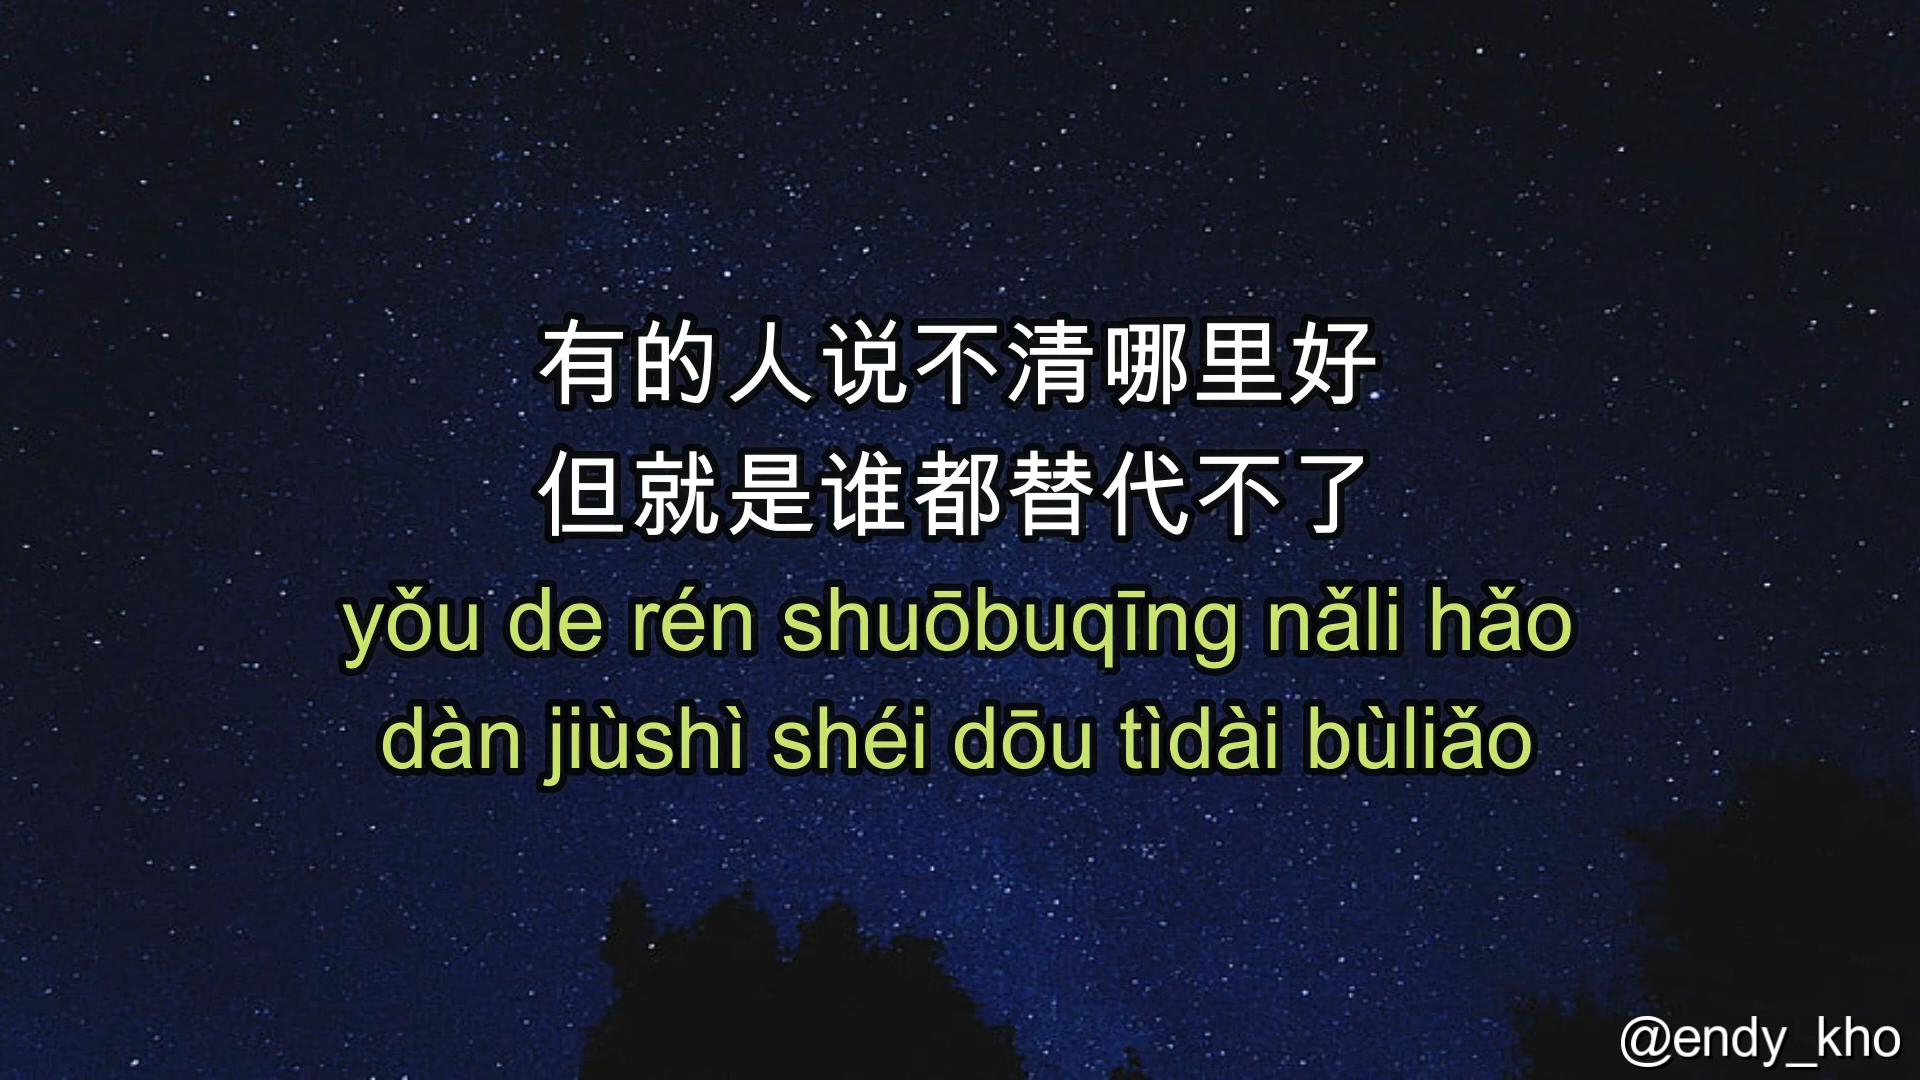 有的人说不清哪里好
但就是谁都替代不了
yǒu de rén shuōbuqīng nǎli hǎo
dàn jiùshì shéi dōu tìdài bùliǎo
@endy_kho